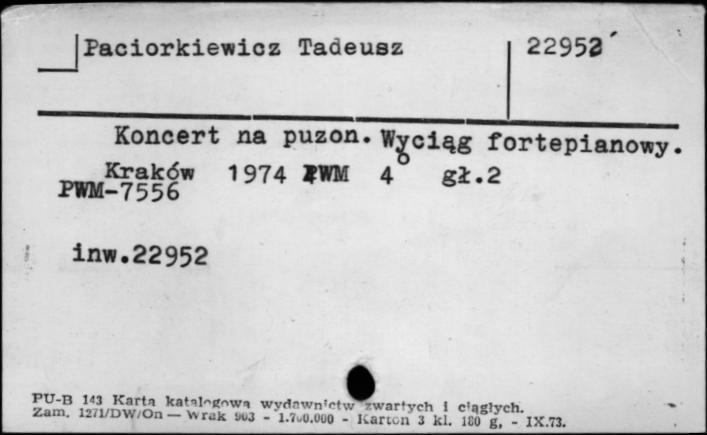 Paciorkiewicz Tadeusz 22952
Koncert na puzon. Wyciąg fortepianowy.
Kraków 1974 PWM 4° gł.2
PWM-7556
inw.22952
PU-B 143 Karta katalogowa wydawnictw zwartych i ciągłych.
Zam. 1271/DW/On — Wrak 903 - 1.700.000 - Karton 3 kl. 180 g, - IX.73.